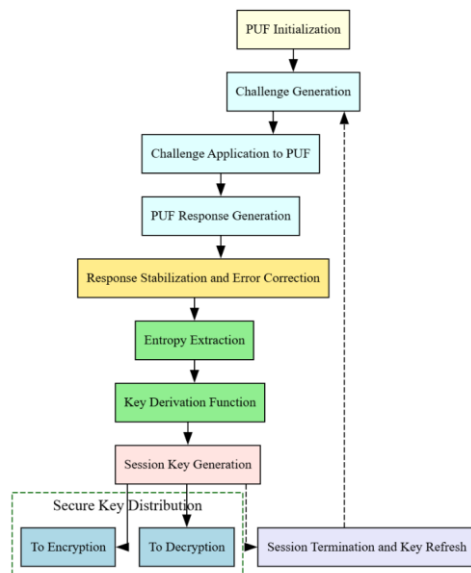 PUF Initialization
Challenge Generation
Challenge Application to PUF
PUF Response Generation
Response Stabilization and Error Correction
Entropy Extraction
Key Derivation Function
Session Key Generation
Secure Key Distribution
To Encryption
To Decryption
Session Termination and Key Refresh